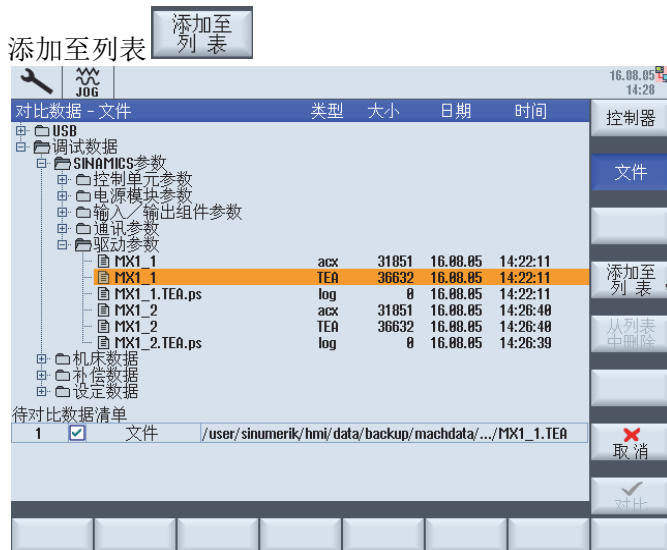 添加至列表 添加至
列 表
JOG 16.08.05
14:28
对比数据 - 文件 类型 大小 日期 时间
控制器
USB
调试数据
SINAMICS参数
控制单元参数
文件
电源模块参数
输入／输出组件参数
通讯参数
驱动参数
MX1_1 acx 31851 16.08.05 14:22:11
MX1_1 TEA 36632 16.08.05 14:22:11
添加至
列 表
MX1_1.TEA.ps log 0 16.08.05 14:22:11
MX1_2 acx 31851 16.08.05 14:26:40
MX1_2 TEA 36632 16.08.05 14:26:40
从列表
中删除
MX1_2.TEA.ps log 0 16.08.05 14:26:39
机床数据
补偿数据
设定数据
待对比数据清单
1 文件 /user/sinumerik/hmi/data/backup/machdata/.../MX1_1.TEA
取消
对比